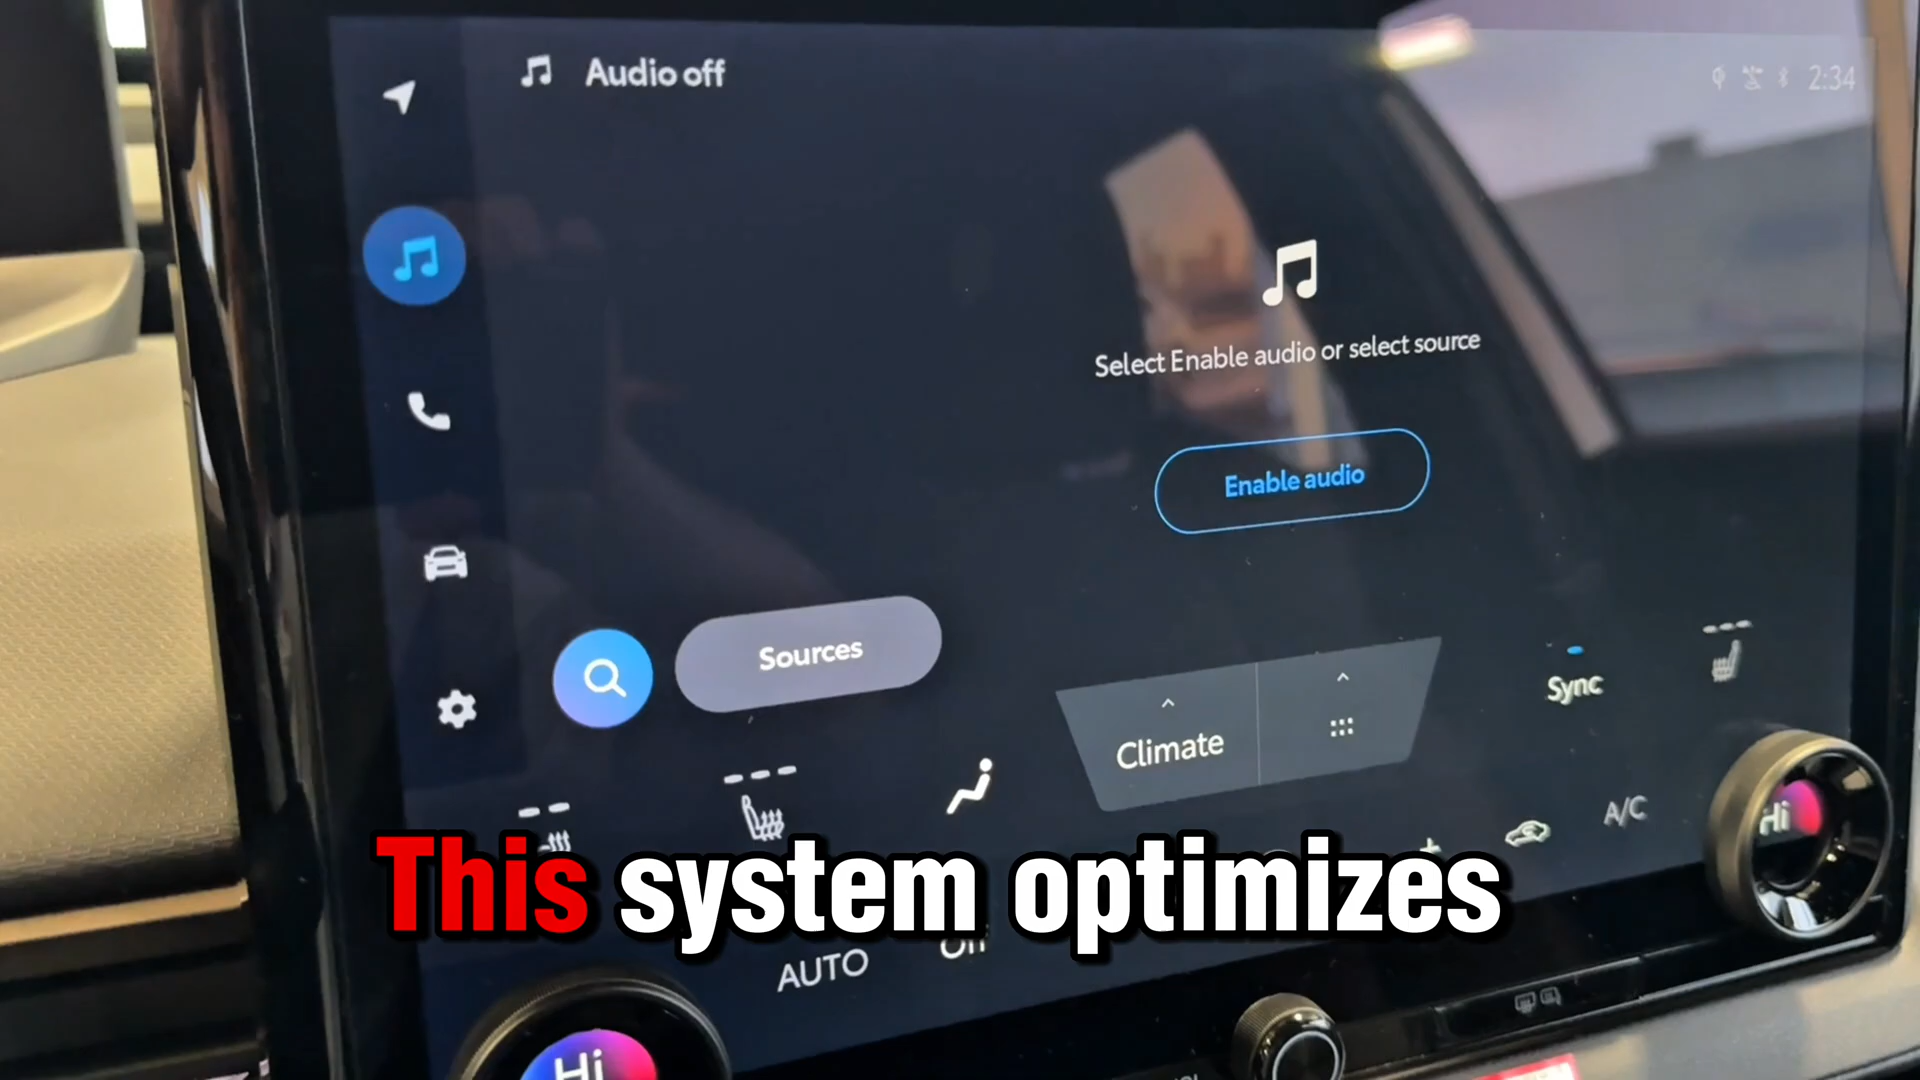 Audio off
2:34
Select Enable audio or select source
Enable audio
Sources
Sync
Climate
A/C
Hi
This system optimizes
AUTO
Off
Hi